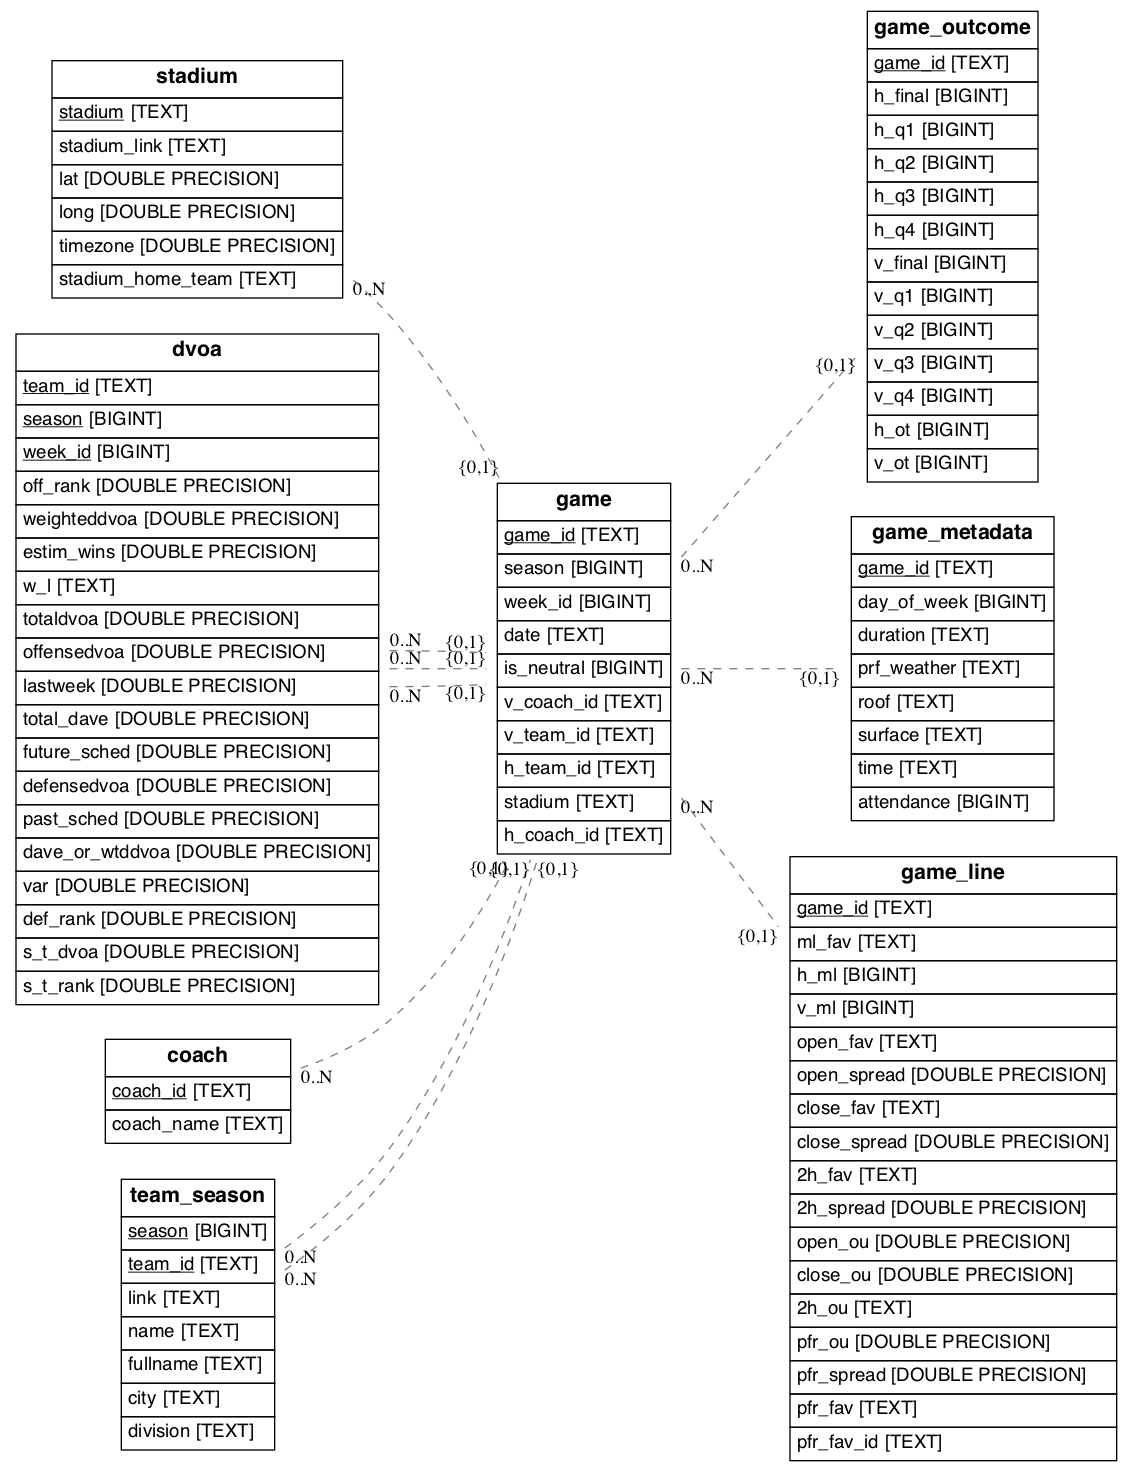 stadium
stadium [TEXT]
stadium_link [TEXT]
lat [DOUBLE PRECISION]
long [DOUBLE PRECISION]
timezone [DOUBLE PRECISION]
stadium_home_team [TEXT]
0..N
{0,1}
dvoa
team_id [TEXT]
season [BIGINT]
week_id [BIGINT]
off_rank [DOUBLE PRECISION]
weighteddvoa [DOUBLE PRECISION]
estim_wins [DOUBLE PRECISION]
w_l [TEXT]
totaldvoa [DOUBLE PRECISION]
offensedvoa [DOUBLE PRECISION]
lastweek [DOUBLE PRECISION]
total_dave [DOUBLE PRECISION]
future_sched [DOUBLE PRECISION]
defensedvoa [DOUBLE PRECISION]
past_sched [DOUBLE PRECISION]
dave_or_wtddvoa [DOUBLE PRECISION]
var [DOUBLE PRECISION]
def_rank [DOUBLE PRECISION]
s_t_dvoa [DOUBLE PRECISION]
s_t_rank [DOUBLE PRECISION]
0..N {0,1}
0..N {0,1}
0..N {0,1}
coach
coach_id [TEXT]
coach_name [TEXT]
0..N
team_season
season [BIGINT]
team_id [TEXT]
link [TEXT]
name [TEXT]
fullname [TEXT]
city [TEXT]
division [TEXT]
0..N
0..N
game
game_id [TEXT]
season [BIGINT]
week_id [BIGINT]
date [TEXT]
is_neutral [BIGINT]
v_coach_id [TEXT]
v_team_id [TEXT]
h_team_id [TEXT]
stadium [TEXT]
h_coach_id [TEXT]
{0,1} {0,1} {0,1}
0..N
{0,1}
0..N
{0,1}
0..N
{0,1}
game_outcome
game_id [TEXT]
h_final [BIGINT]
h_q1 [BIGINT]
h_q2 [BIGINT]
h_q3 [BIGINT]
h_q4 [BIGINT]
v_final [BIGINT]
v_q1 [BIGINT]
v_q2 [BIGINT]
v_q3 [BIGINT]
v_q4 [BIGINT]
h_ot [BIGINT]
v_ot [BIGINT]
game_metadata
game_id [TEXT]
day_of_week [BIGINT]
duration [TEXT]
prf_weather [TEXT]
roof [TEXT]
surface [TEXT]
time [TEXT]
attendance [BIGINT]
game_line
game_id [TEXT]
ml_fav [TEXT]
h_ml [BIGINT]
v_ml [BIGINT]
open_fav [TEXT]
open_spread [DOUBLE PRECISION]
close_fav [TEXT]
close_spread [DOUBLE PRECISION]
2h_fav [TEXT]
2h_spread [DOUBLE PRECISION]
open_ou [DOUBLE PRECISION]
close_ou [DOUBLE PRECISION]
2h_ou [TEXT]
pfr_ou [DOUBLE PRECISION]
pfr_spread [DOUBLE PRECISION]
pfr_fav [TEXT]
pfr_fav_id [TEXT]